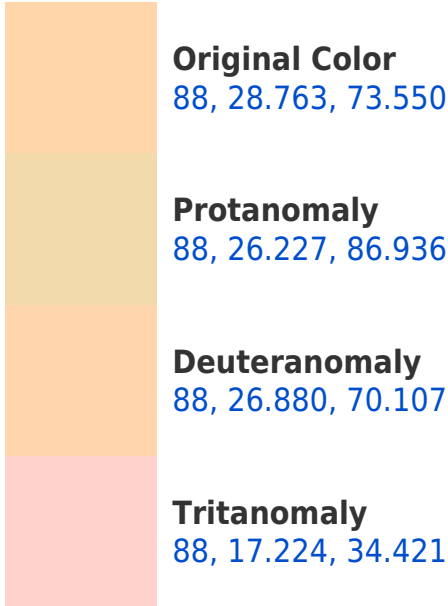 Original Color
88, 28.763, 73.550
Protanomaly
88, 26.227, 86.936
Deuteranomaly
88, 26.880, 70.107
Tritanomaly
88, 17.224, 34.421